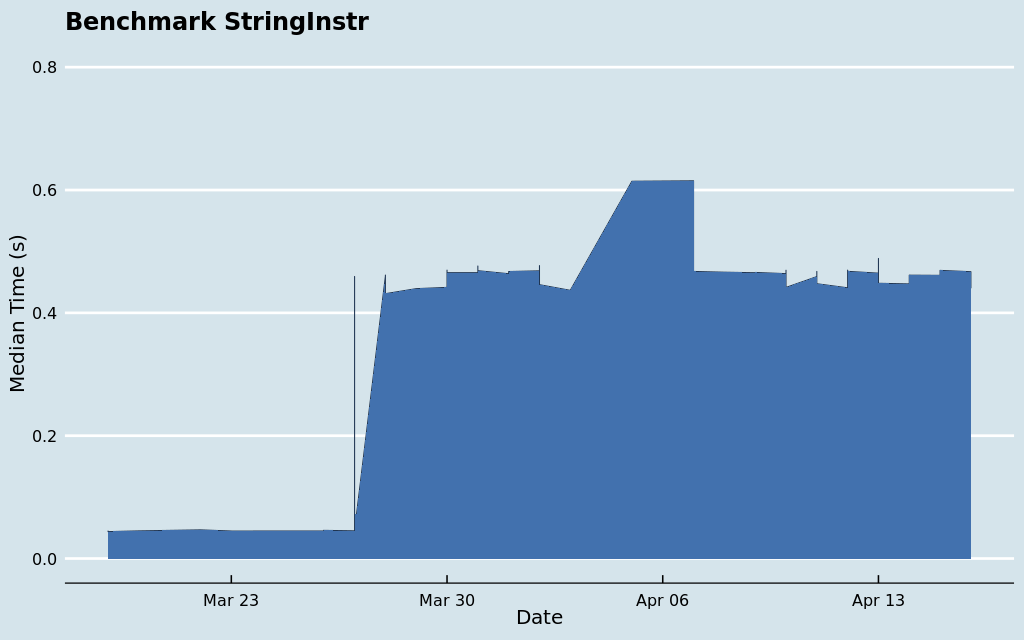 Benchmark StringInstr
Median Time (s)
0.8
0.6
0.4
0.2
0.0
Mar 23
Mar 30
Apr 06
Apr 13
Date